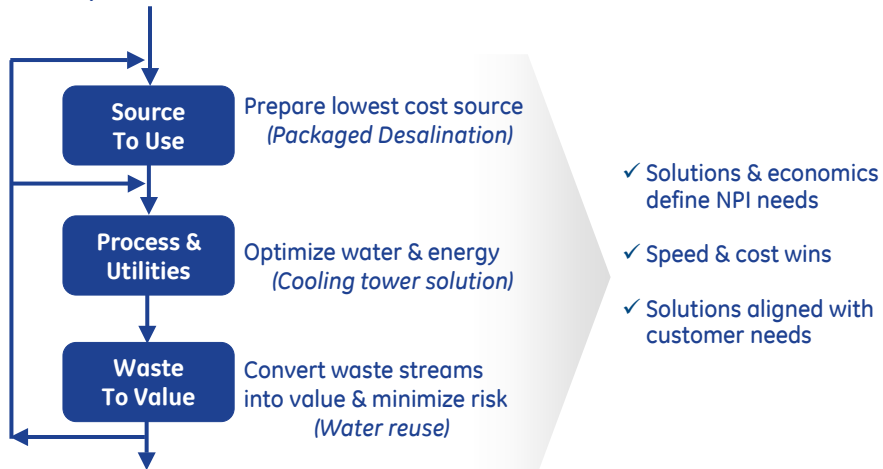 Source
To Use
Prepare lowest cost source
(Packaged Desalination)
Process &
Utilities
Optimize water & energy
(Cooling tower solution)
Waste
To Value
Convert waste streams
into value & minimize risk
(Water reuse)
✓ Solutions & economics
define NPI needs
✓ Speed & cost wins
✓ Solutions aligned with
customer needs